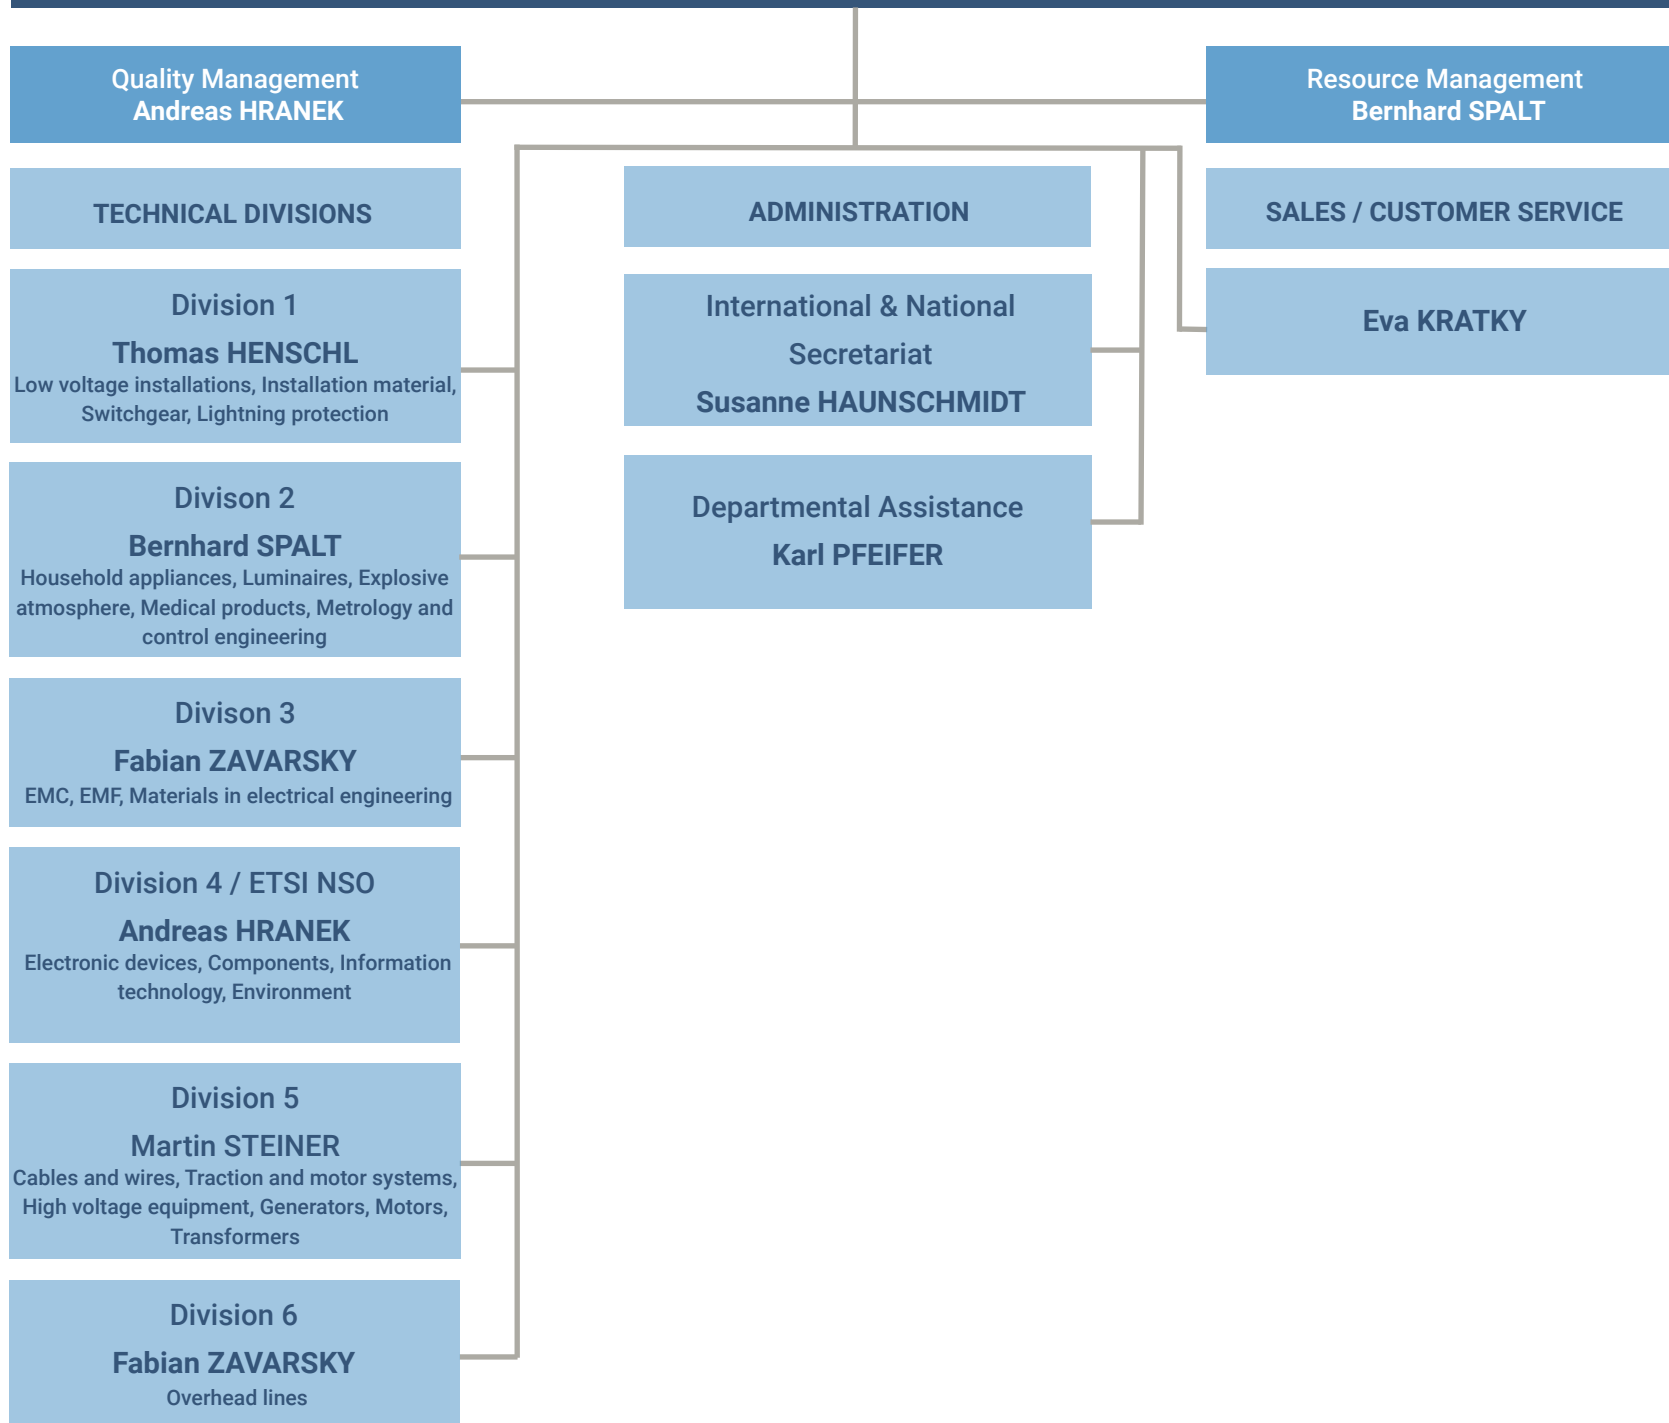 Quality Management
Andreas HRANEK
Resource Management
Bernhard SPALT
TECHNICAL DIVISIONS
ADMINISTRATION
SALES / CUSTOMER SERVICE
Division 1
Thomas HENSCHL
Low voltage installations, Installation material,
Switchgear, Lightning protection
International & National
Secretariat
Susanne HAUNSCHMIDT
Eva KRATKY
Divison 2
Bernhard SPALT
Household appliances, Luminaires, Explosive
atmosphere, Medical products, Metrology and
control engineering
Departmental Assistance
Karl PFEIFER
Divison 3
Fabian ZAVARSKY
EMC, EMF, Materials in electrical engineering
Division 4 / ETSI NSO
Andreas HRANEK
Electronic devices, Components, Information
technology, Environment
Division 5
Martin STEINER
Cables and wires, Traction and motor systems,
High voltage equipment, Generators, Motors,
Transformers
Division 6
Fabian ZAVARSKY
Overhead lines